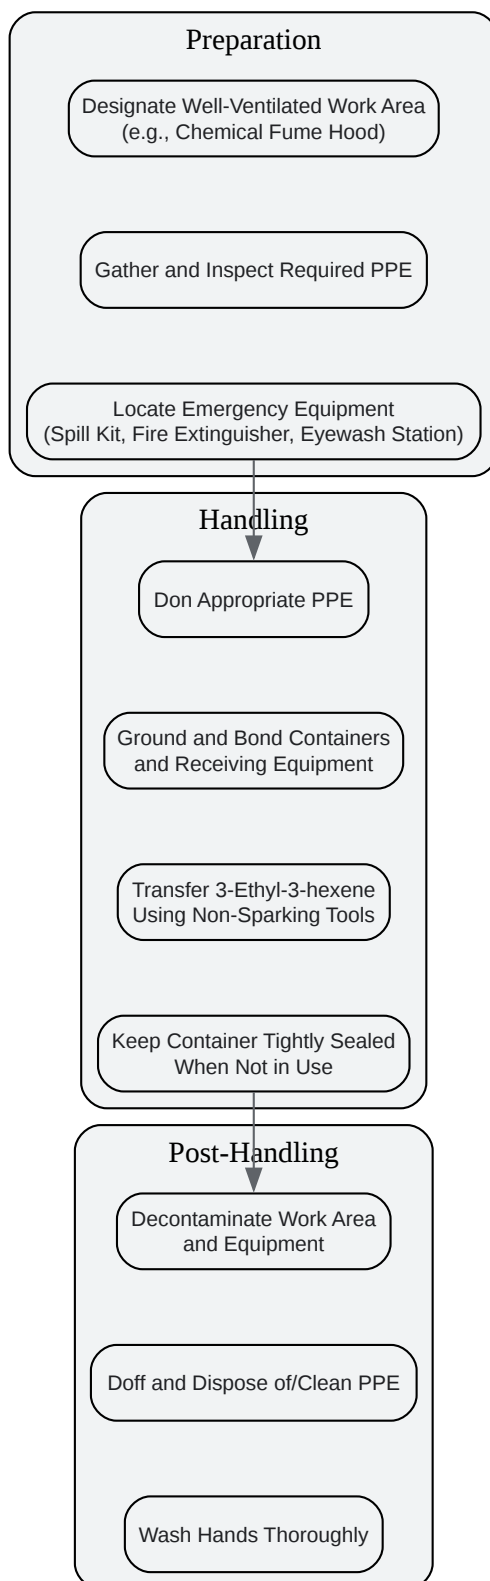 Preparation
Designate Well-Ventilated Work Area
(e.g., Chemical Fume Hood)
Gather and Inspect Required PPE
Locate Emergency Equipment
(Spill Kit, Fire Extinguisher, Eyewash Station)
Handling
Don Appropriate PPE
Ground and Bond Containers
and Receiving Equipment
Transfer 3-Ethyl-3-hexene
Using Non-Sparking Tools
Keep Container Tightly Sealed
When Not in Use
Post-Handling
Decontaminate Work Area
and Equipment
Doff and Dispose of/Clean PPE
Wash Hands Thoroughly